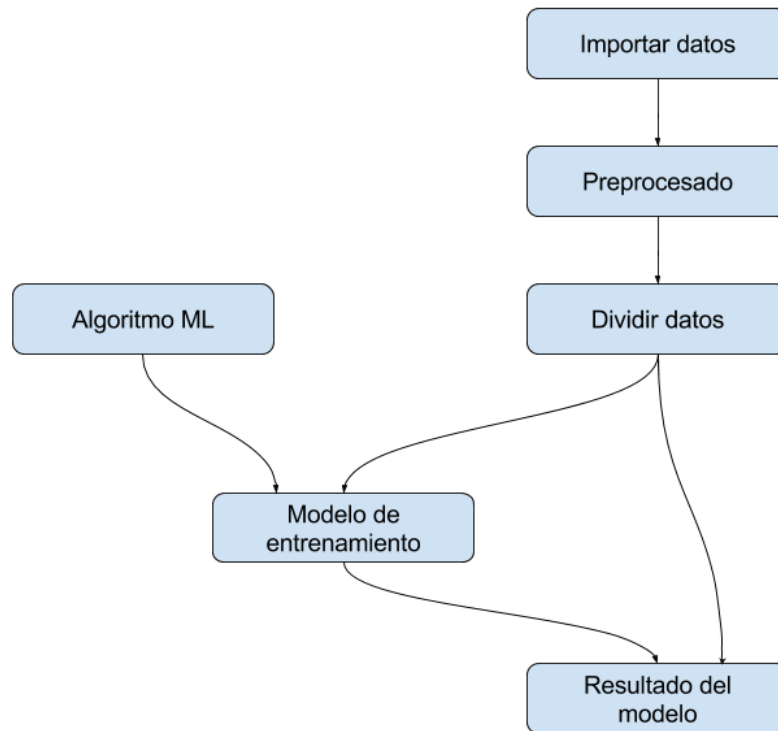 Importar datos
Preprocesado
Algoritmo ML
Dividir datos
Modelo de
entrenamiento
Resultado del
modelo